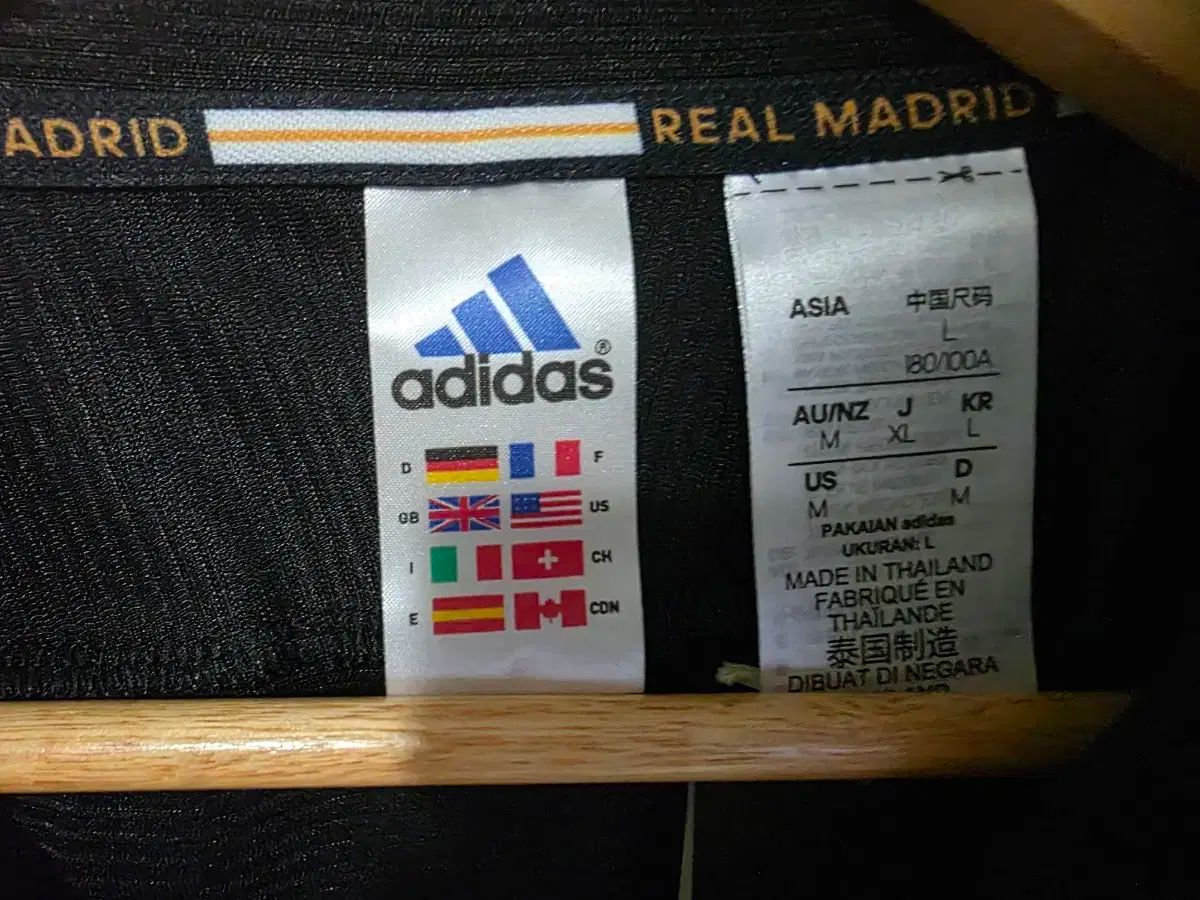 ADRID REAL MADRID
adidas®
D F
GB US
I CH
E CDN
ASIA 中国尺码
L
180/100A
AU/NZ J KR
M XL L
US D
M M
PAKAIAN adidas
UKURAN: L
MADE IN THAILAND
FABRIQUÉ EN
THAÏLANDE
泰国制造
DIBUAT DI NEGARA